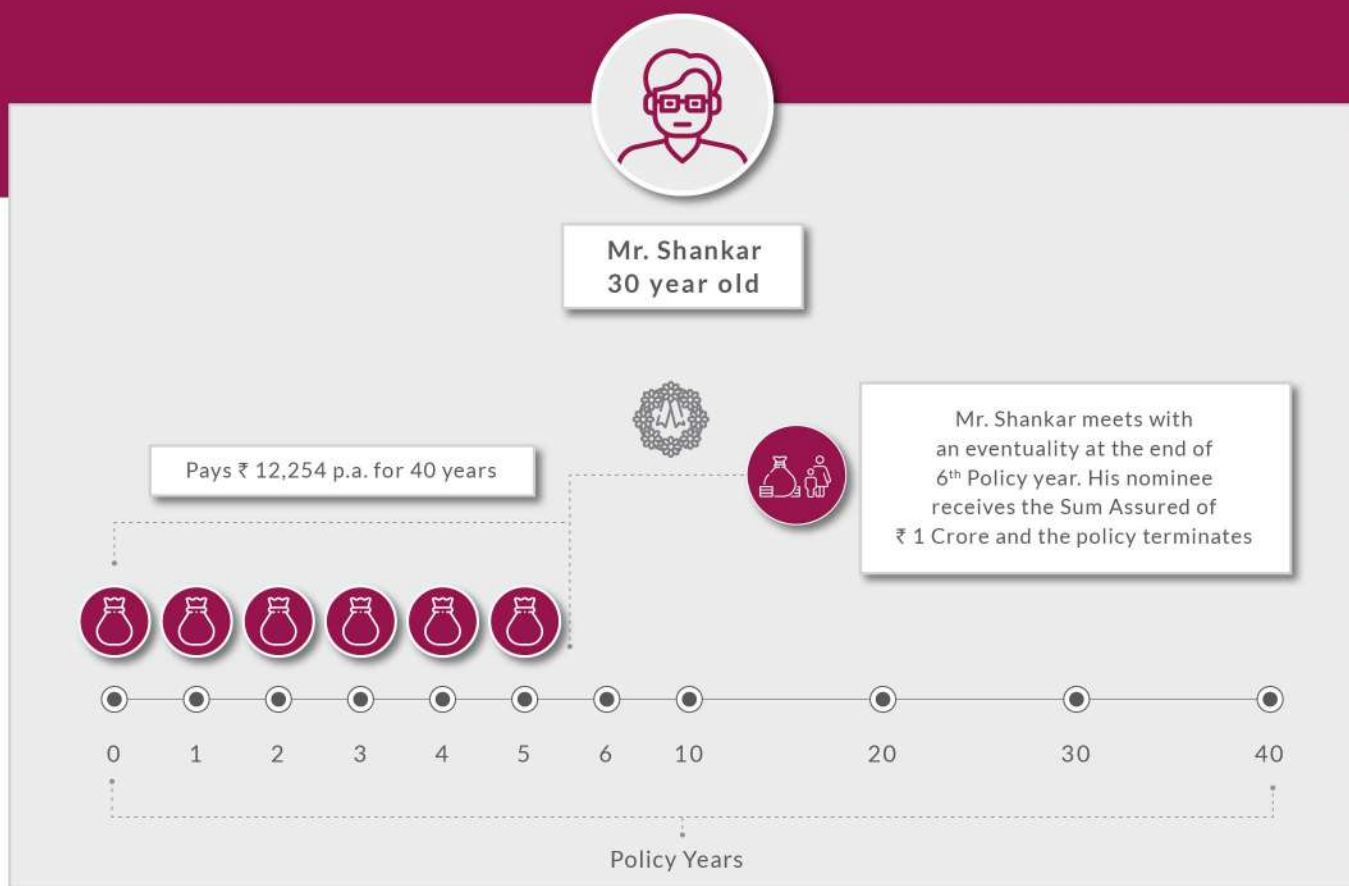 Mr. Shankar
30 year old
Mr. Shankar meets with
an eventuality at the end of
6th Policy year. His nominee
receives the Sum Assured of
₹ 1 Crore and the policy terminates
Pays ₹ 12,254 p.a. for 40 years
0 1 2 3 4 5 6 10 20 30 40
Policy Years